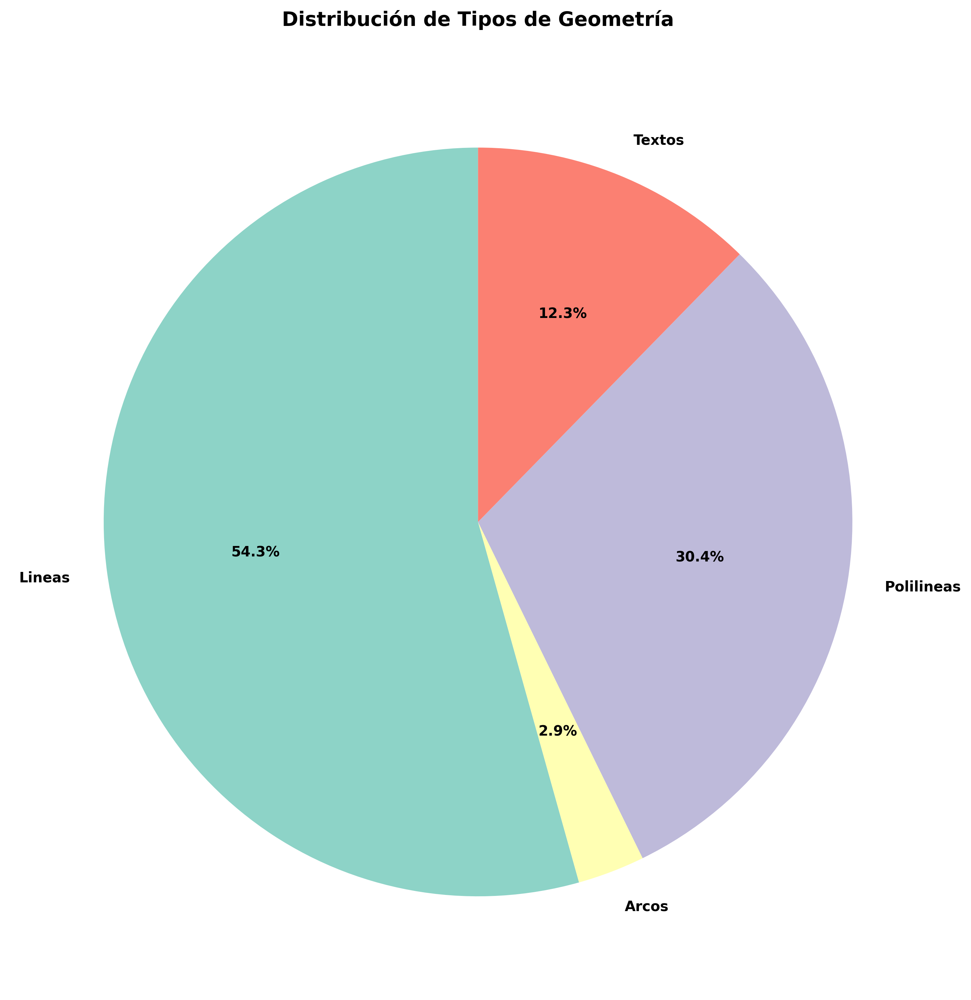 Distribución de Tipos de Geometría
Textos
12.3%
54.3%
30.4%
Lineas
Polilineas
2.9%
Arcos